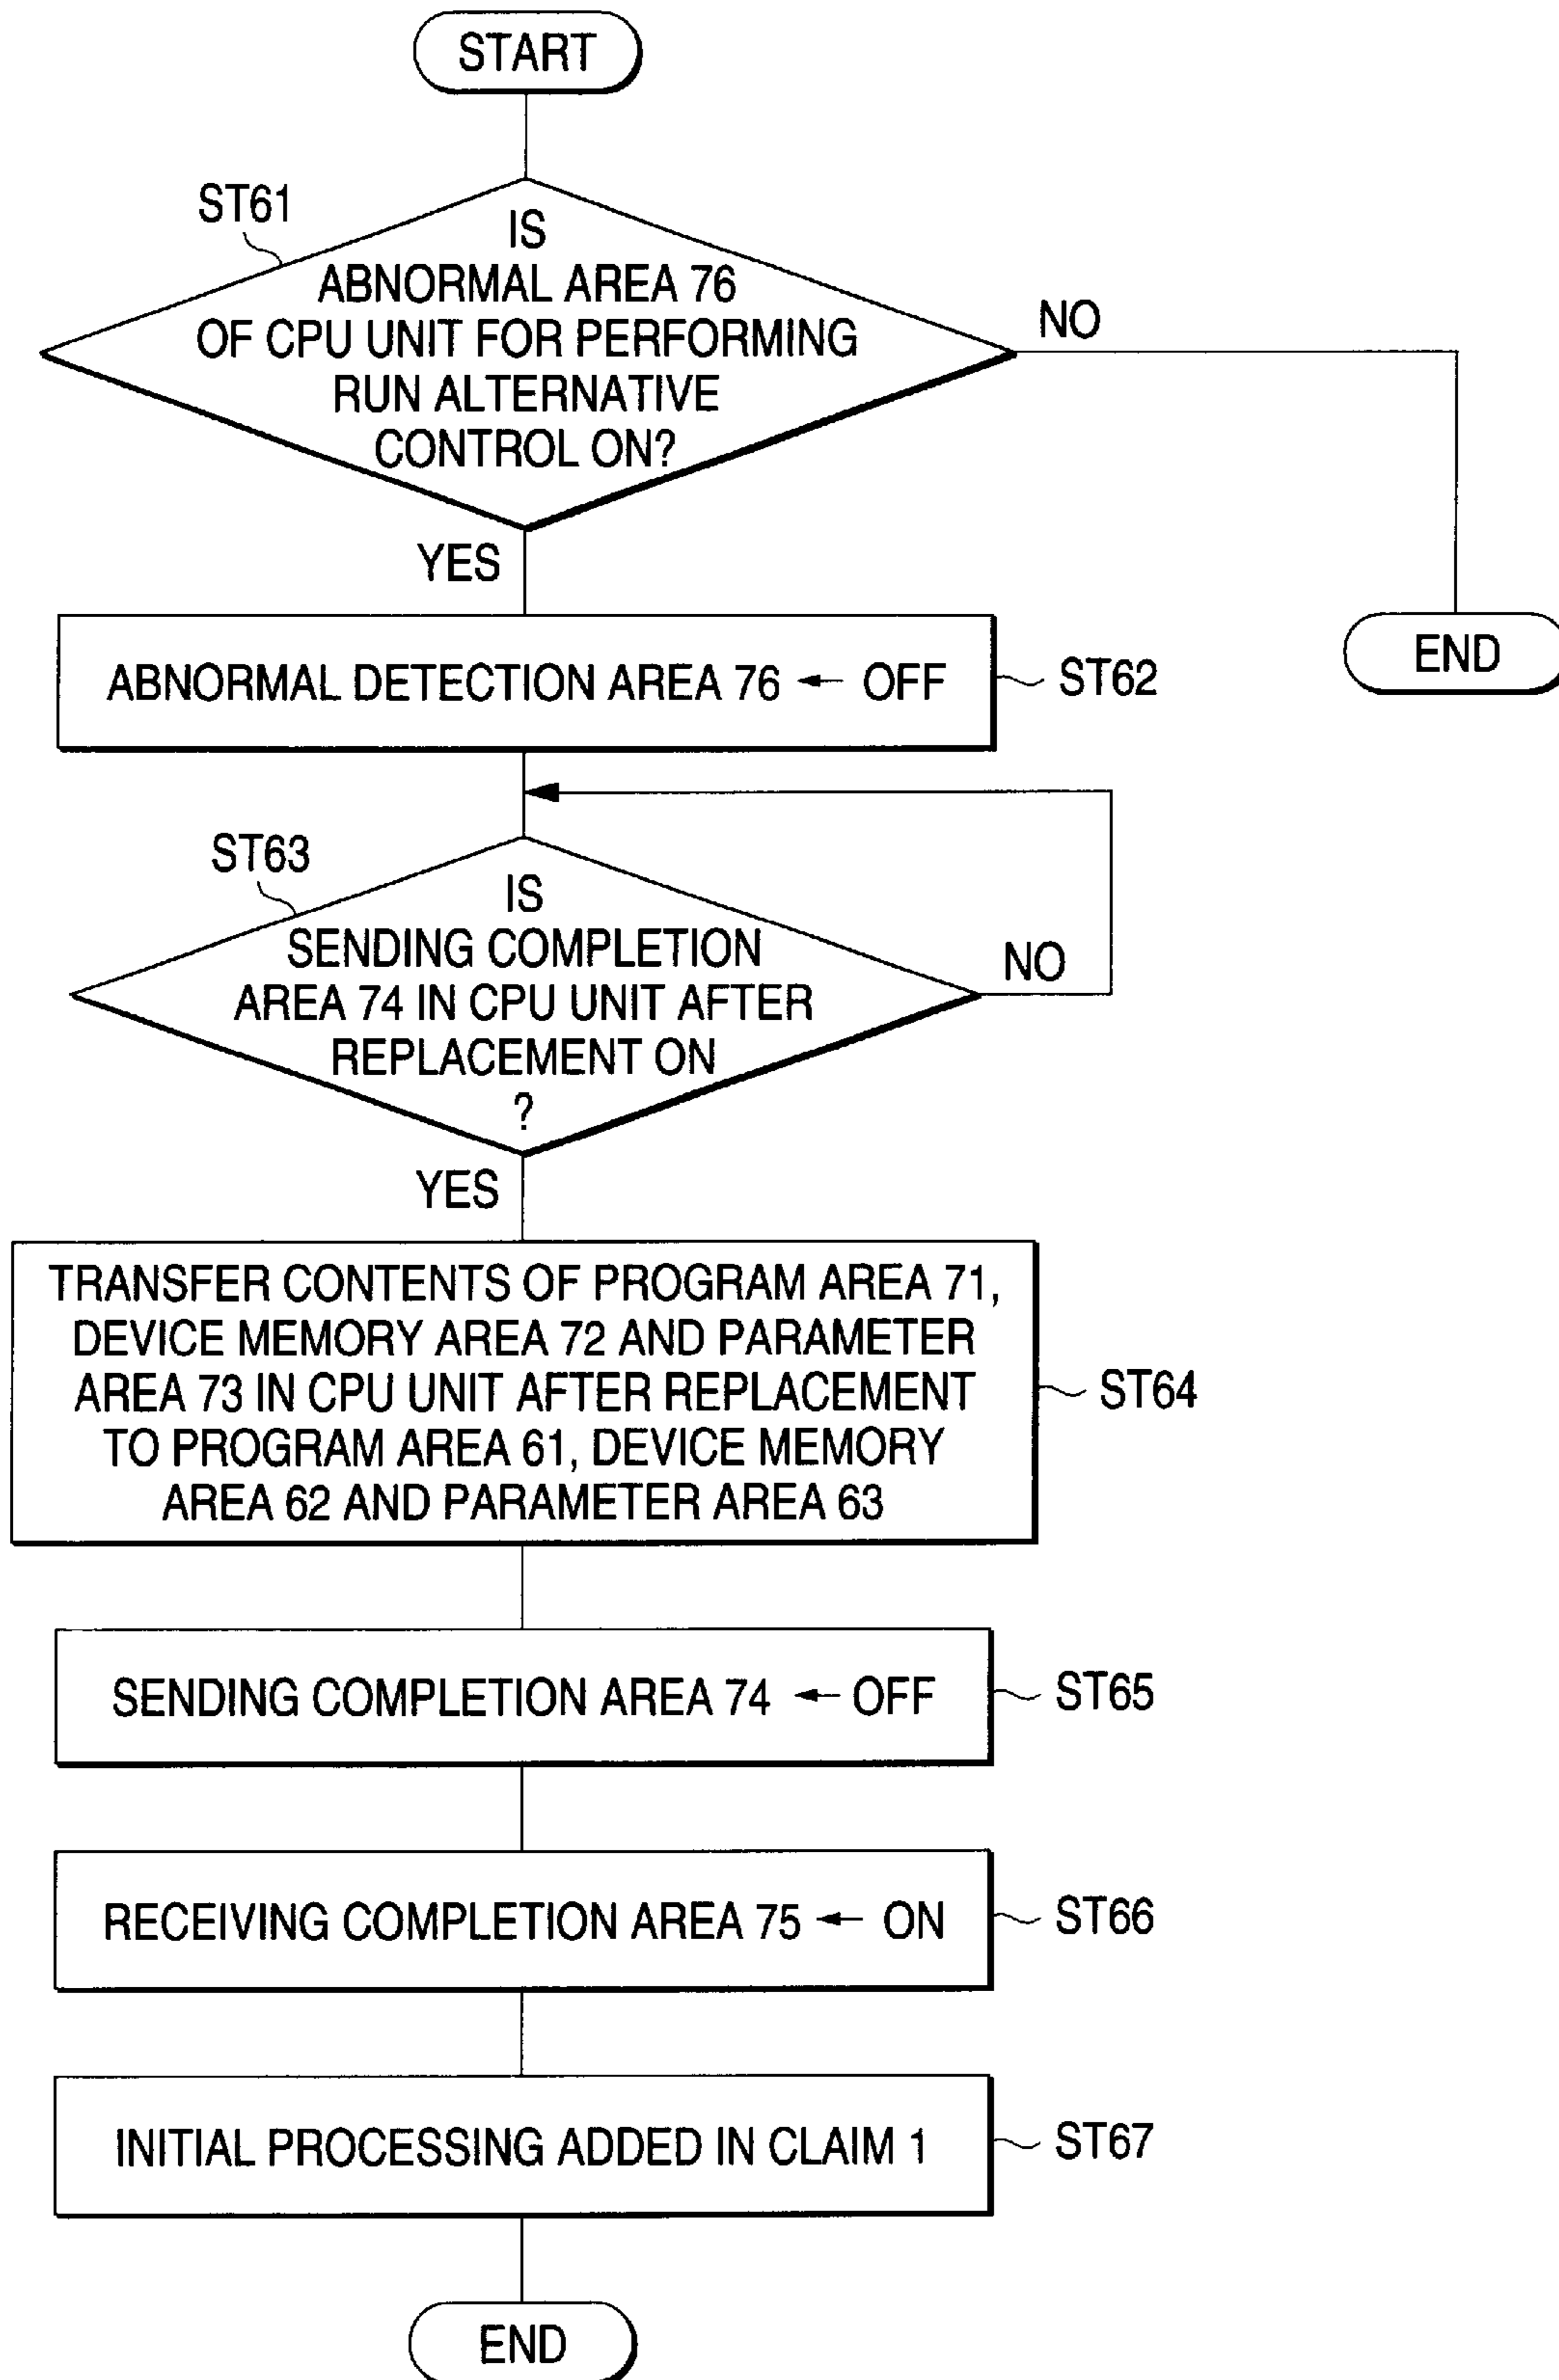 START
ST61
IS
ABNORMAL AREA 76
OF CPU UNIT FOR PERFORMING
RUN ALTERNATIVE
CONTROL ON?
NO
YES
END
ABNORMAL DETECTION AREA 76 ← OFF
ST62
ST63
IS
SENDING COMPLETION
AREA 74 IN CPU UNIT AFTER
REPLACEMENT ON
?
NO
YES
TRANSFER CONTENTS OF PROGRAM AREA 71,
DEVICE MEMORY AREA 72 AND PARAMETER
AREA 73 IN CPU UNIT AFTER REPLACEMENT
TO PROGRAM AREA 61, DEVICE MEMORY
AREA 62 AND PARAMETER AREA 63
ST64
SENDING COMPLETION AREA 74 ← OFF
ST65
RECEIVING COMPLETION AREA 75 ← ON
ST66
INITIAL PROCESSING ADDED IN CLAIM 1
ST67
END